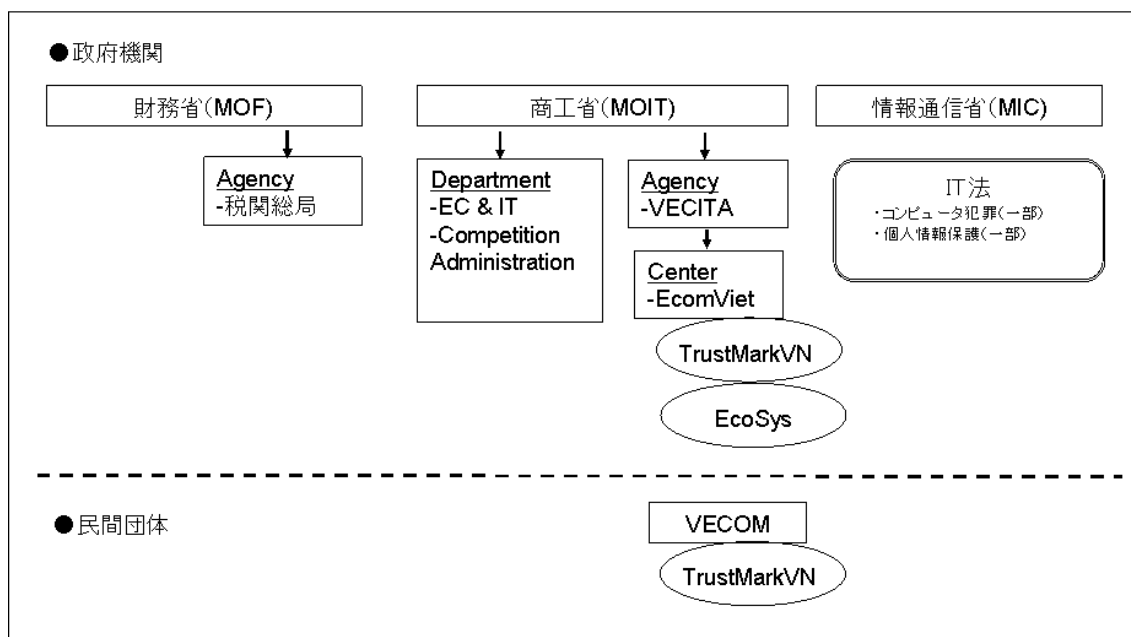 ●政府機関
財務省(MOF)
商工省(MOIT)
情報通信省(MIC)
Agency
-税関総局
Department
-EC & IT
-Competition
Administration
Agency
-VECITA
Center
-EcomViet
TrustMarkVN
EcoSys
IT法
・コンピュータ犯罪(一部)
・個人情報保護(一部)
●民間団体
VECOM
TrustMarkVN